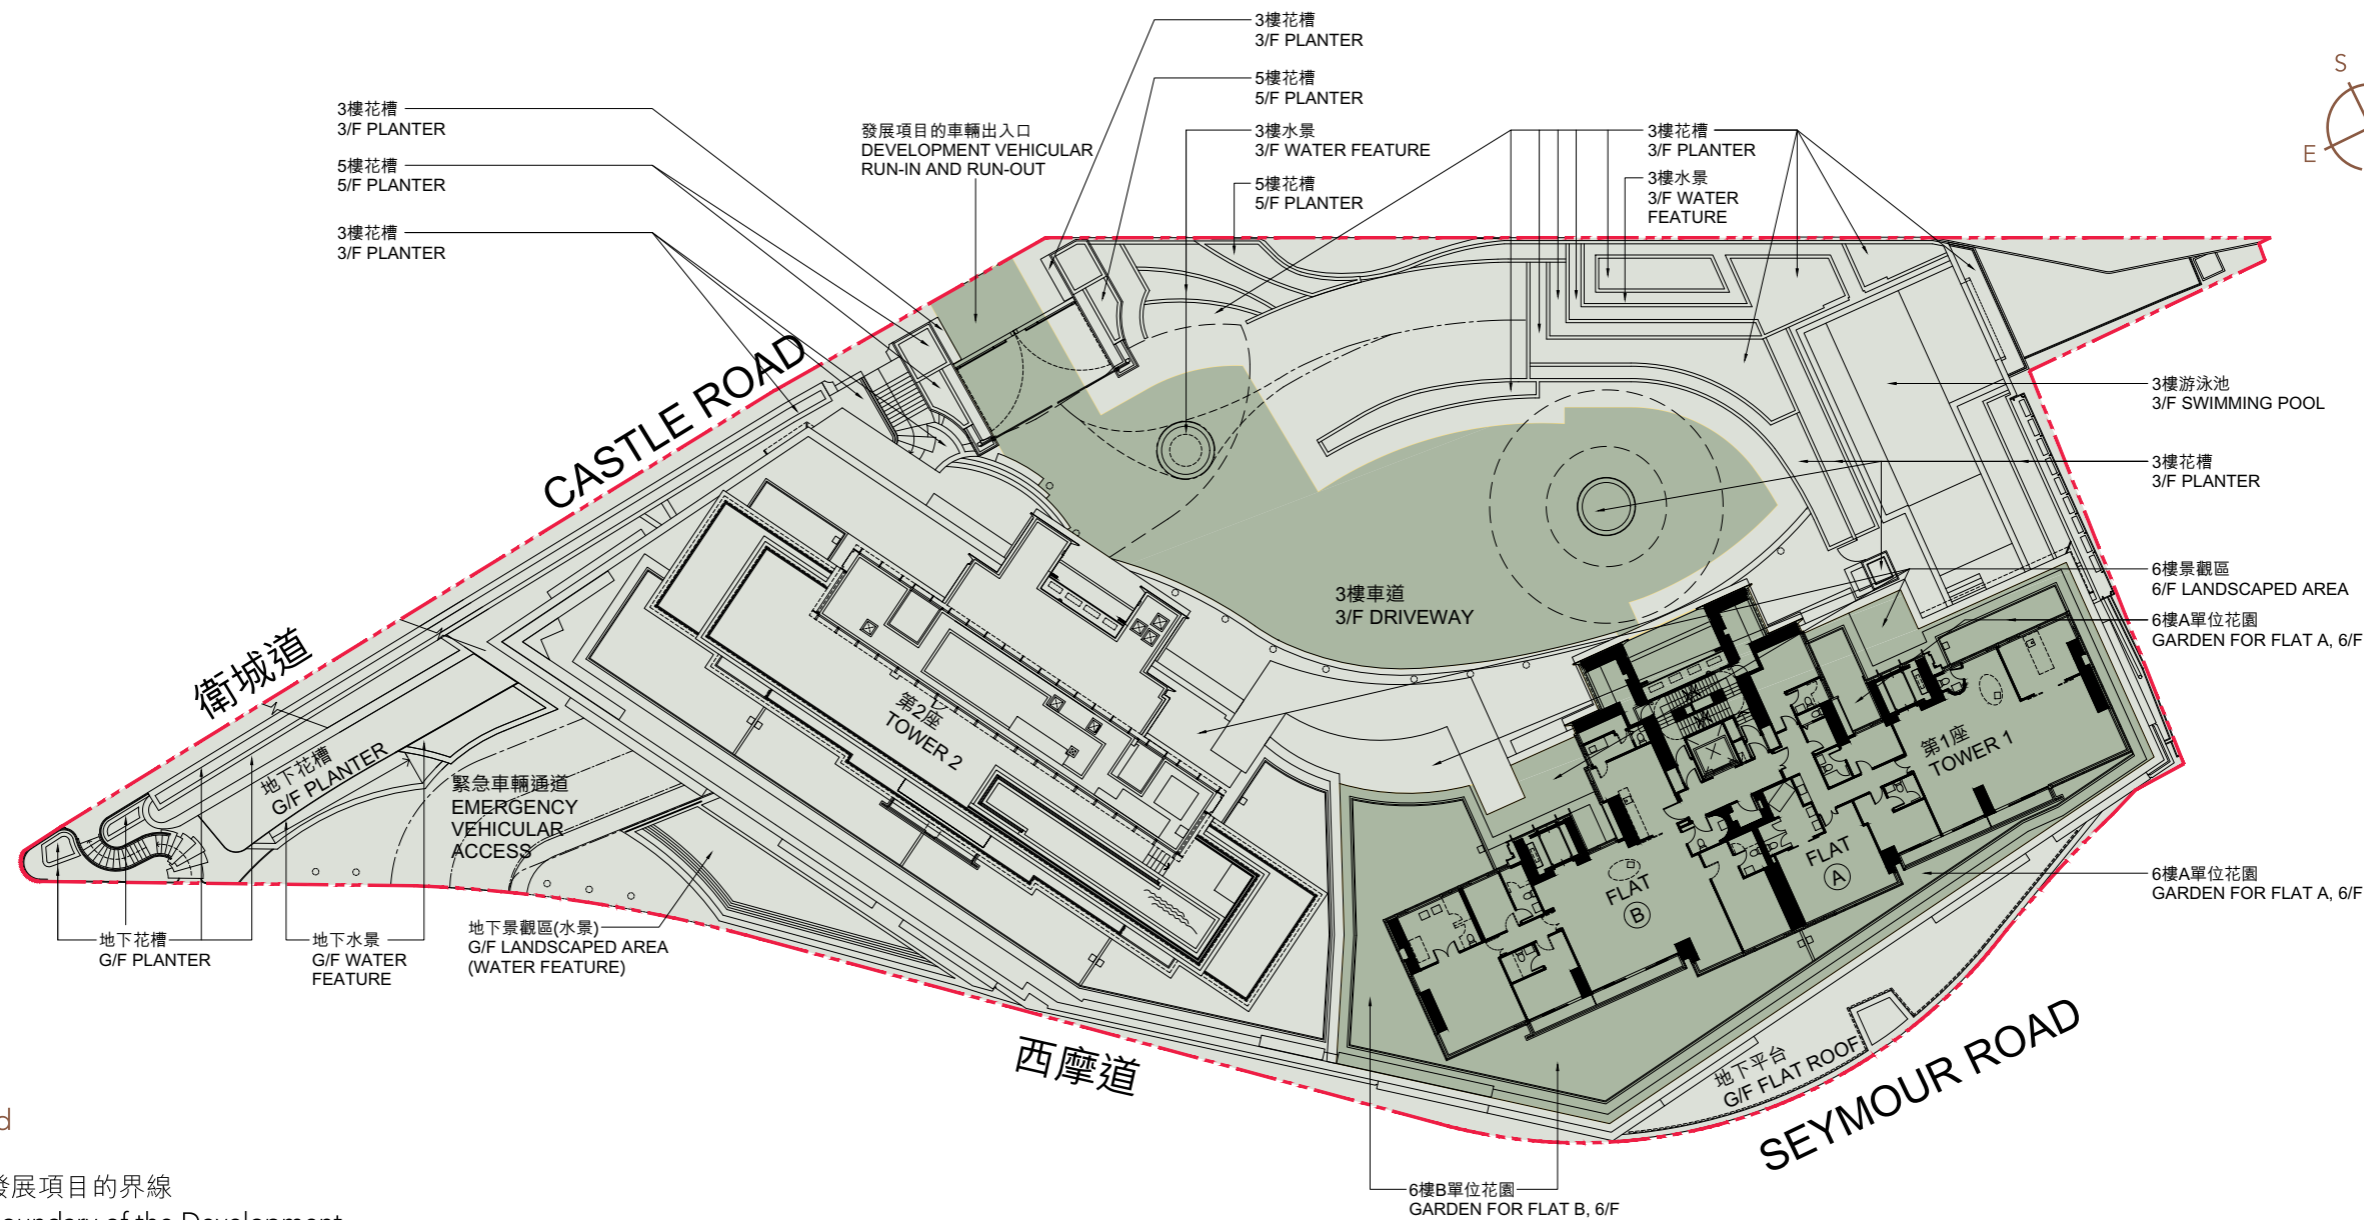 3樓花槽
3/F PLANTER
5樓花槽
5/F PLANTER
3樓水景
3/F WATER FEATURE
5樓花槽
5/F PLANTER
3樓花槽
3/F PLANTER
5樓花槽
5/F PLANTER
3樓花槽
3/F PLANTER
發展項目的車輛出入口
DEVELOPMENT VEHICULAR
RUN-IN AND RUN-OUT
3樓花槽
3/F PLANTER
3樓水景
3/F WATER
FEATURE
S
E
CASTLE ROAD
衛城道
3樓游泳池
3/F SWIMMING POOL
3樓花槽
3/F PLANTER
6樓景觀區
6/F LANDSCAPED AREA
6樓A單位花園
GARDEN FOR FLAT A, 6/F
3樓車道
3/F DRIVEWAY
第2座
TOWER 2
第1座
TOWER 1
地下花槽
G/F PLANTER
緊急車輛通道
EMERGENCY
VEHICULAR
ACCESS
FLAT
A
FLAT
B
6樓A單位花園
GARDEN FOR FLAT A, 6/F
地下花槽
G/F PLANTER
地下水景
G/F WATER
FEATURE
地下景觀區(水景)
G/F LANDSCAPED AREA
(WATER FEATURE)
西摩道
地下平台
G/F FLAT ROOF
SEYMOUR ROAD
6樓B單位花園
GARDEN FOR FLAT B, 6/F
d
發展項目的界線
oundary of the Development